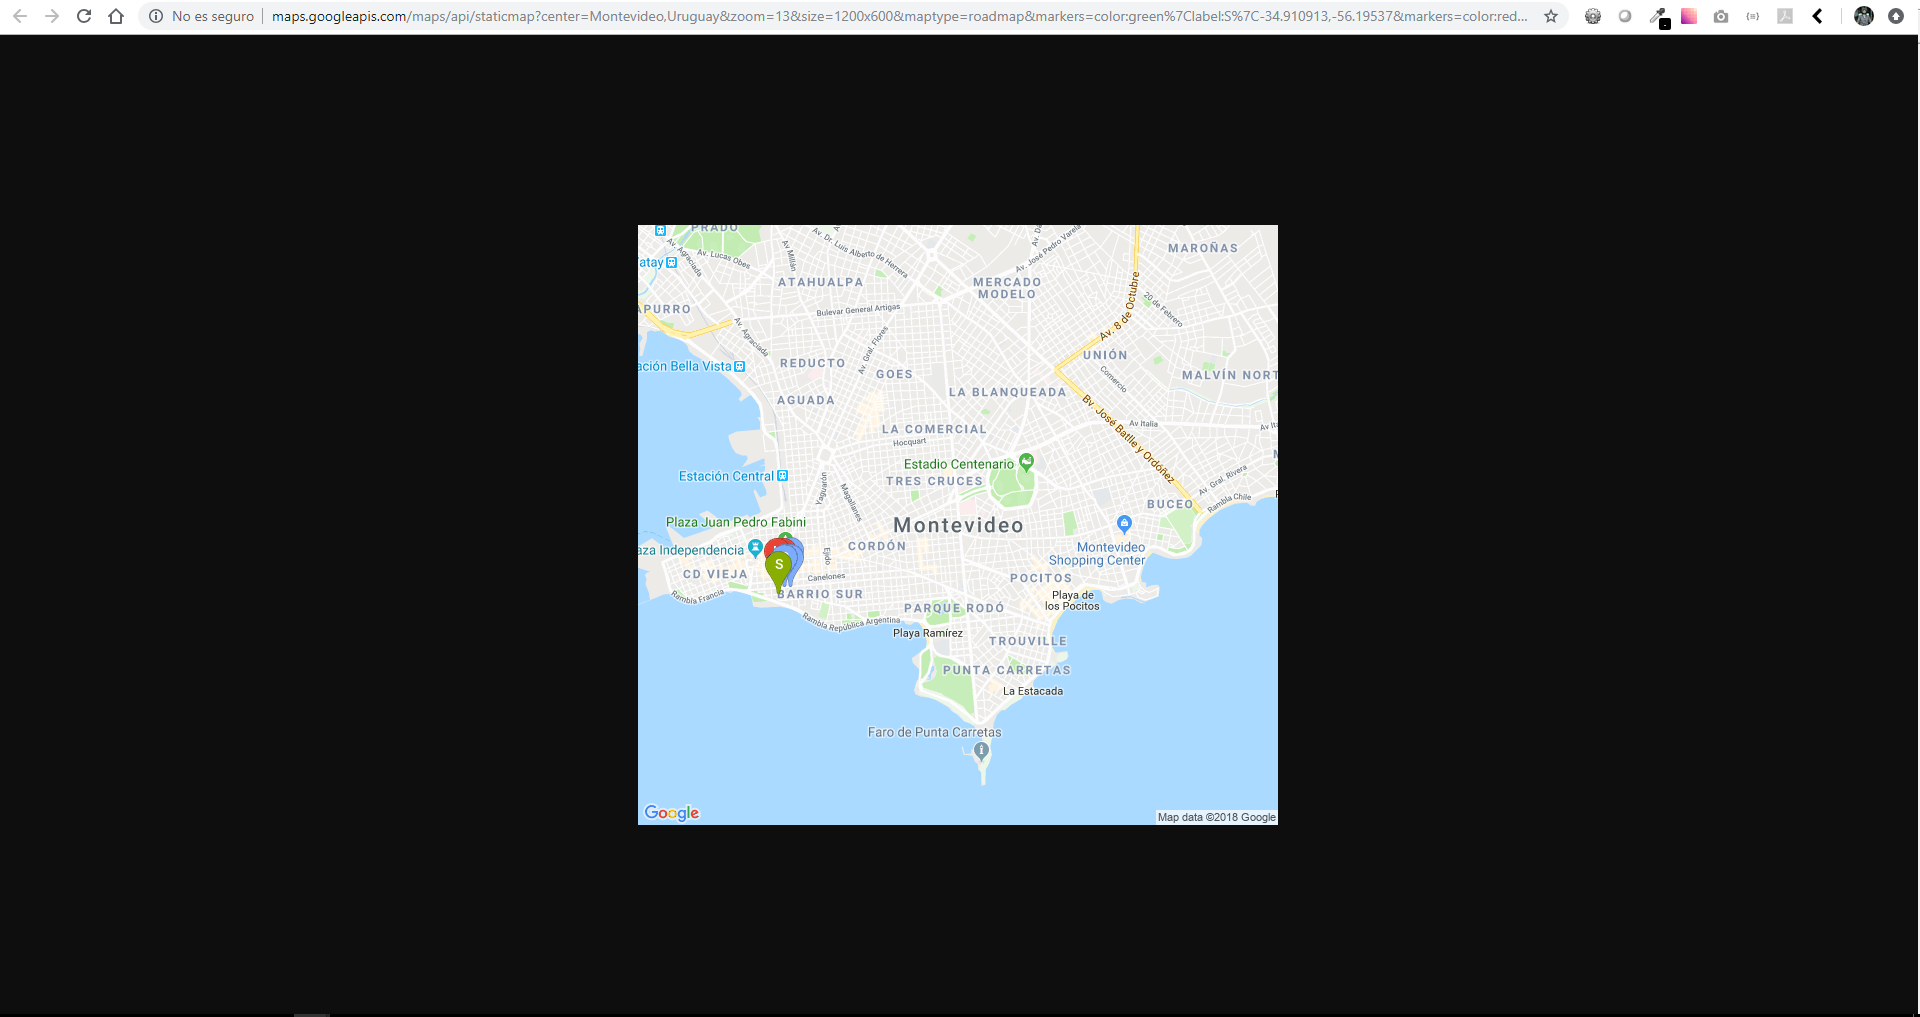 No es seguro
maps.googleapis.com/maps/api/staticmap?center=Montevideo,Uruguay&zoom=13&size=1200x600&maptype=roadmap&markers=color:green%7Clabel:S%7C-34.910913,-56.19537&markers=color:red...
PRADO
Av. Dr. Luis Alberto de Herrera
Av. José Pedro Varela
MAROÑAS
Av. Agraciada
Av. Lucas Obes
Av Millán
atay
ATAHUALPA
MERCADO
MODELO
Av. 8 de Octubre
20 de Febrero
APURRO
Bulevar General Artigas
Av. Agraciada
Av. Gral. Flores
UNIÓN
Comercio
ación Bella Vista
REDUCTO
GOES
MALVÍN NORT
LA BLANQUEADA
AGUADA
Bv. José Batlle y Ordóñez
Av Italia
Av It
LA COMERCIAL
Hocquart
Estadio Centenario
Estación Central
TRES CRUCES
Av. Gral. Rivera
Yaguarón
Magallanes
Rambla Chile
BUCEO
Plaza Juan Pedro Fabini
Montevideo
aza Independencia
Ejido
CORDÓN
Montevideo
Shopping Center
S
CD VIEJA
Canelones
POCITOS
Rambla Francia
BARRIO SUR
Playa de
los Pocitos
PARQUE RODÓ
Rambla República Argentina
Playa Ramírez
TROUVILLE
PUNTA CARRETAS
La Estacada
Faro de Punta Carretas
Google
Map data ©2018 Google